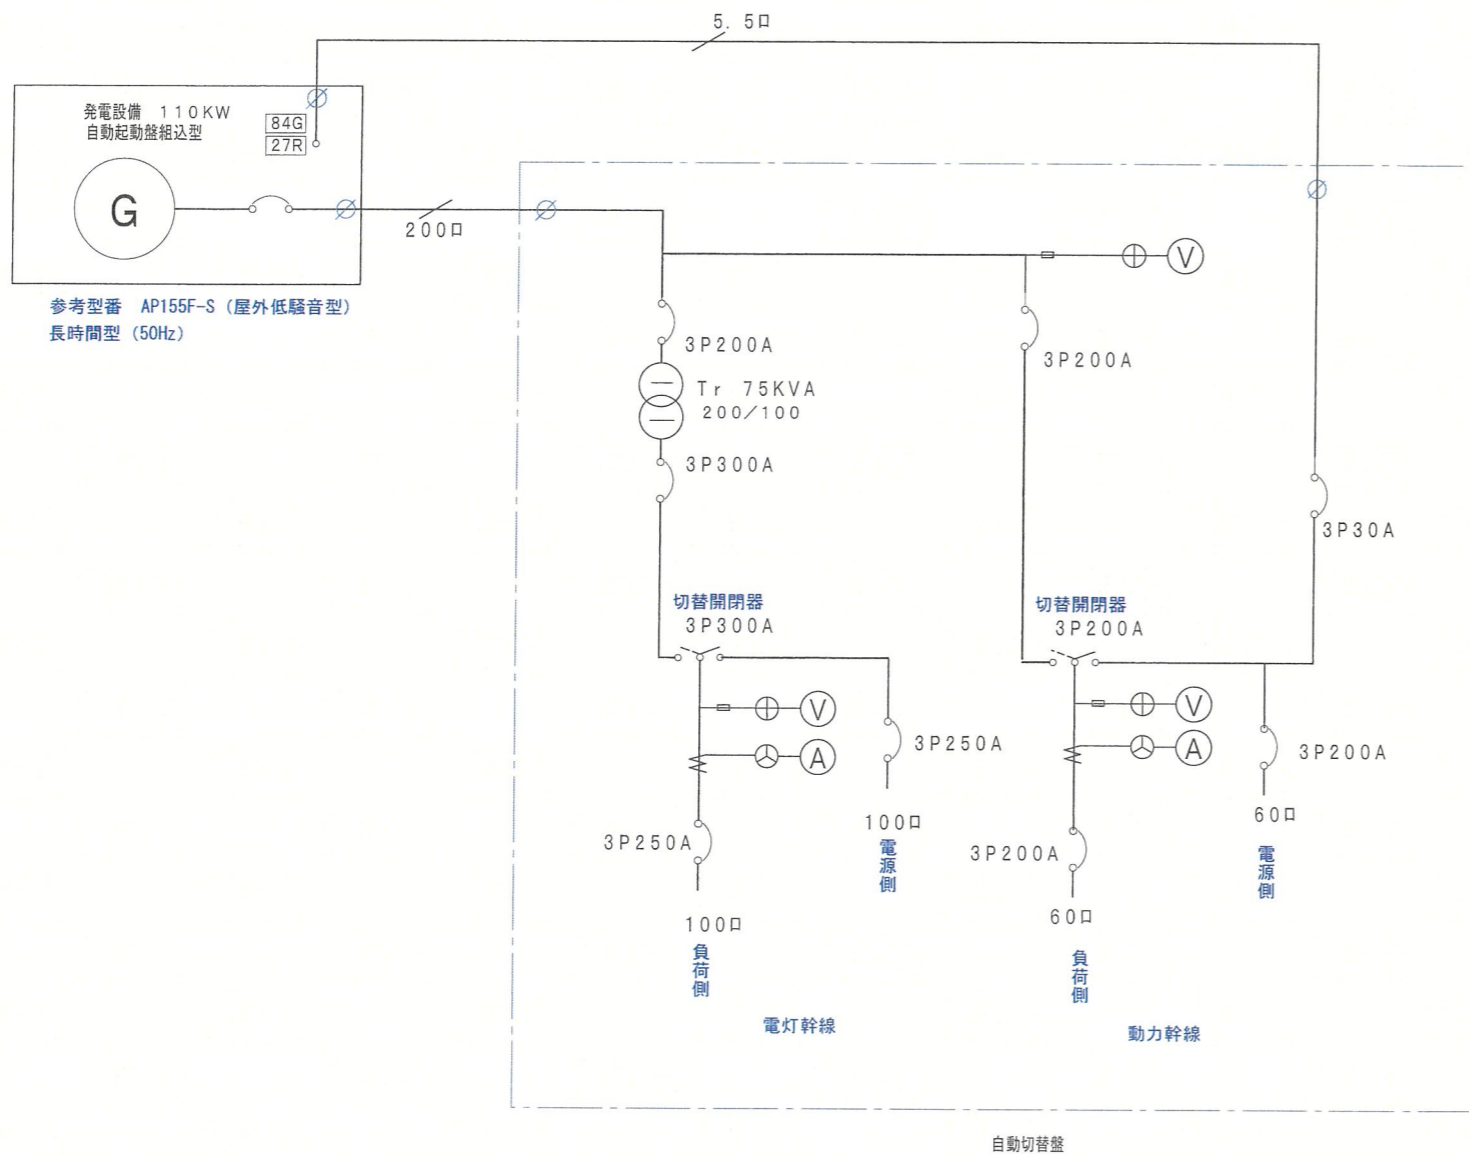 5.5□
発電設備 110KW
自動起動盤組込型
84G
27R
G
200□
参考型番 AP155F-S (屋外低騒音型)
長時間型 (50Hz)
V
3P200A
3P200A
Tr 75KVA
200/100
3P300A
3P30A
切替開閉器
3P300A
切替開閉器
3P200A
V
A
3P250A
V
A
3P200A
3P250A
100□
電源側
3P200A
60□
電源側
100□
負荷側
60□
負荷側
電灯幹線
動力幹線
自動切替盤